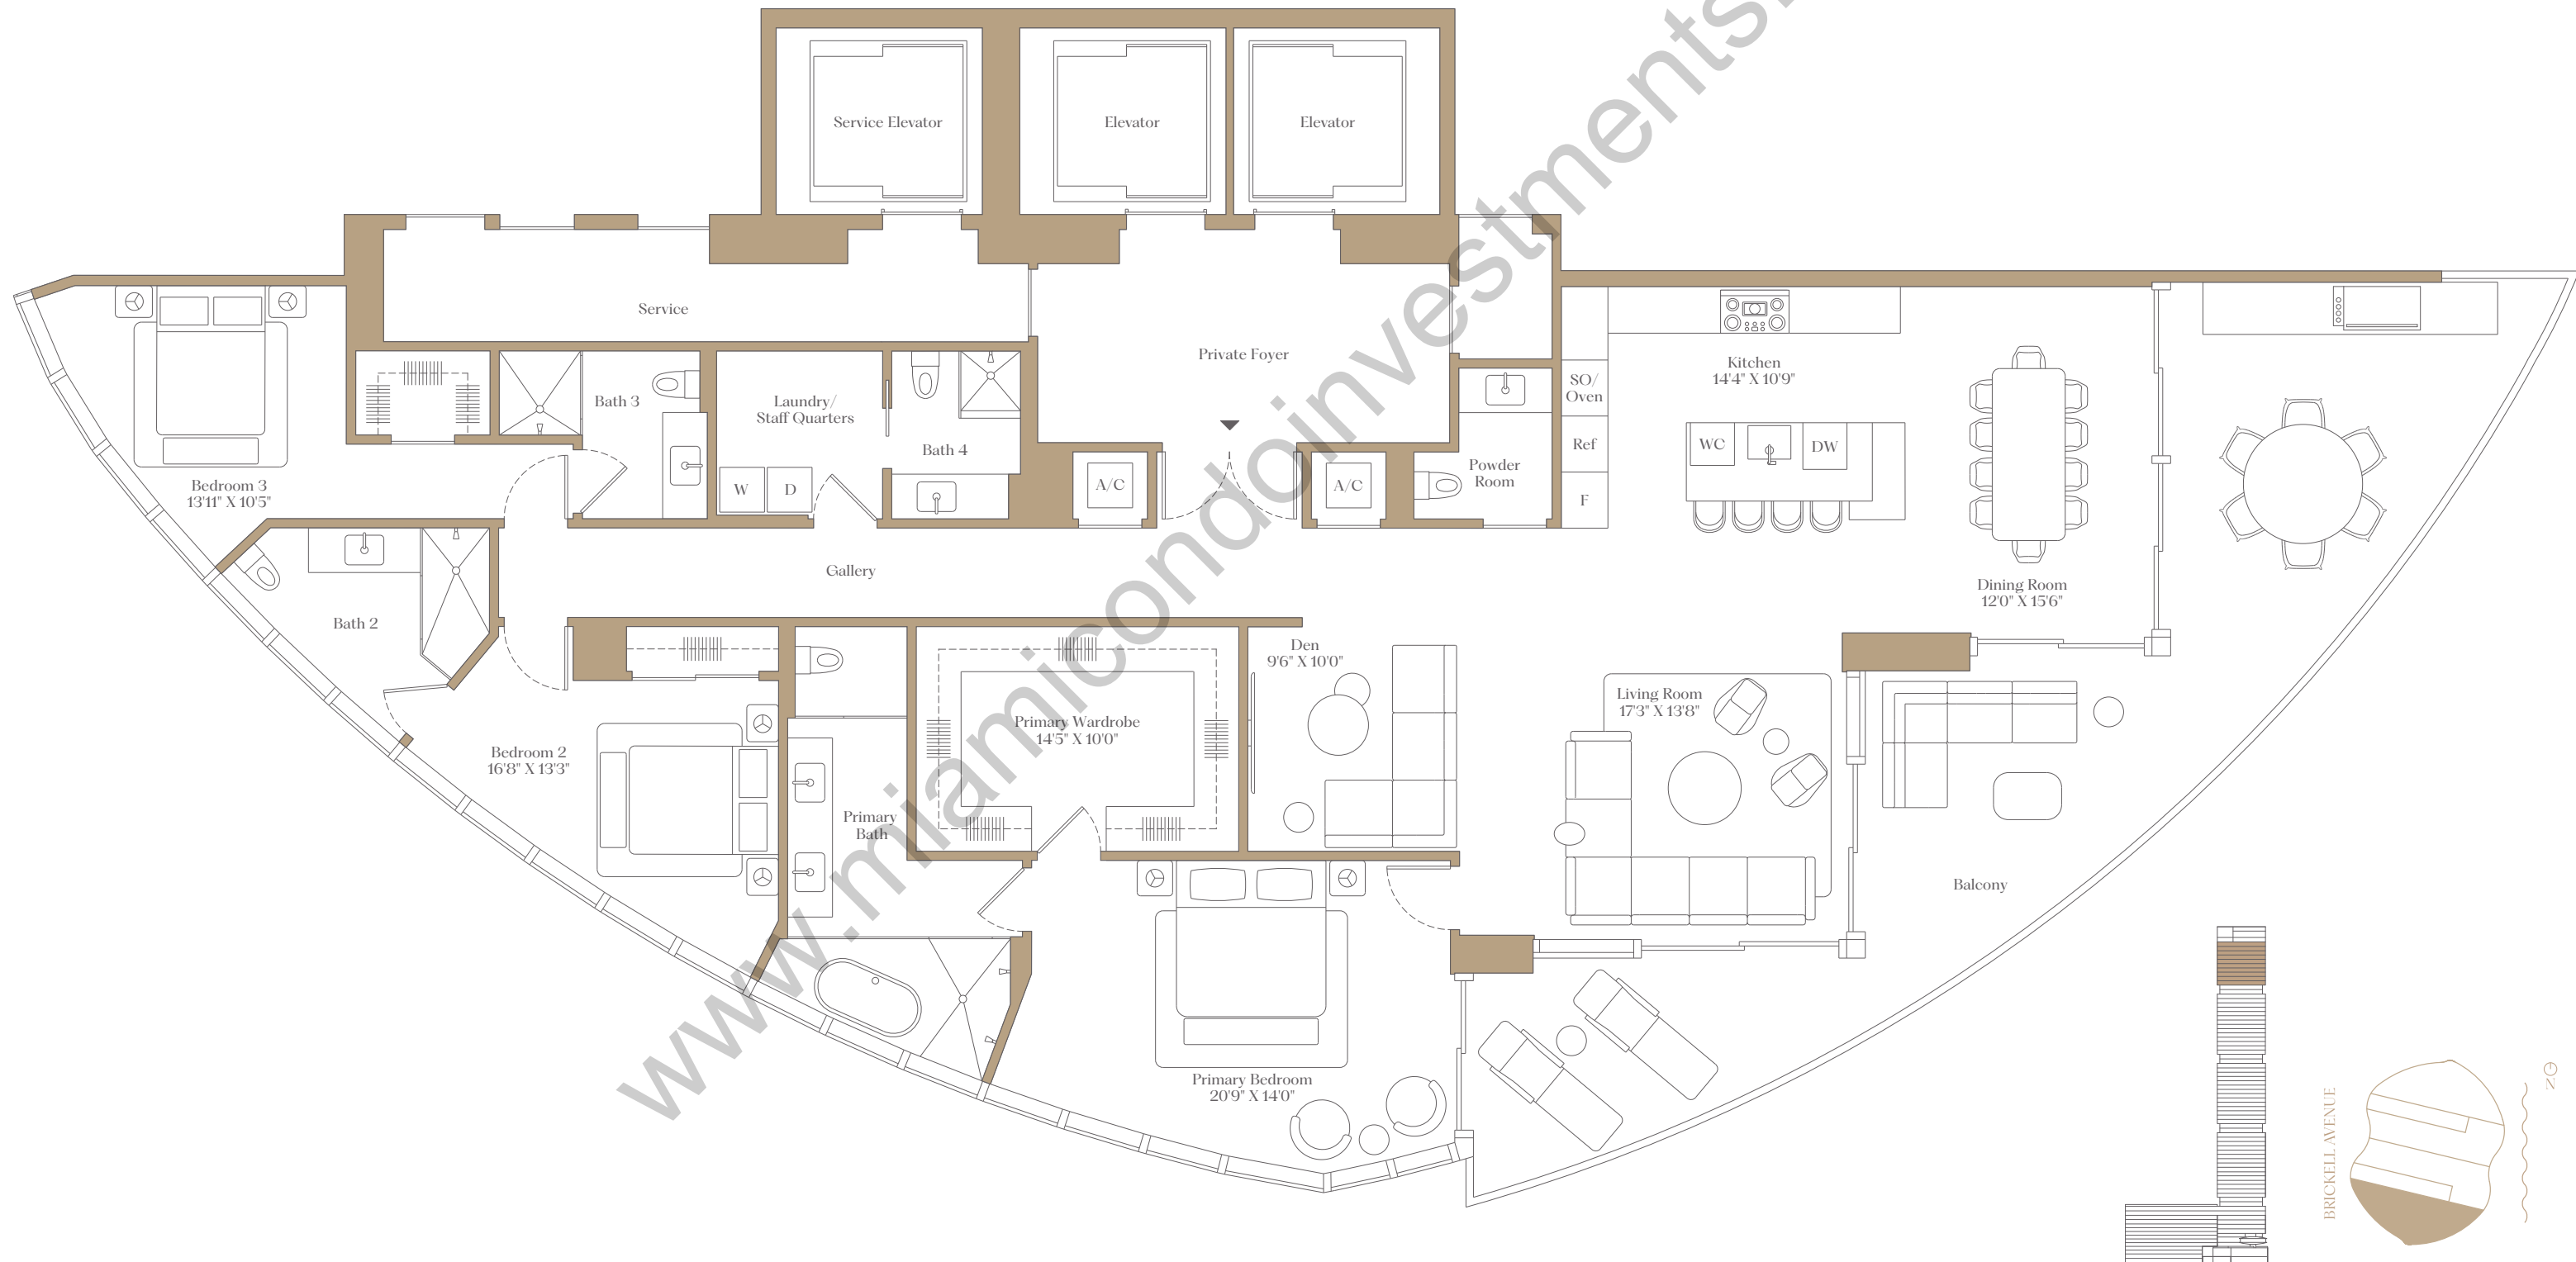 Service Elevator
Elevator
Elevator
Service
Private Foyer
Kitchen
14'4" X 10'9"
SO/
Oven
Ref
F
WC
DW
Bath 3
Laundry/
Staff Quarters
W
D
Bath 4
A/C
A/C
Powder
Room
Bedroom 3
13'11" X 10'5"
Gallery
Dining Room
12'0" X 15'6"
Bath 2
Den
9'6" X 10'0"
Living Room
17'3" X 13'8"
Primary Wardrobe
14'5" X 10'0"
Bedroom 2
16'8" X 13'3"
Primary
Bath
Balcony
Primary Bedroom
20'9" X 14'0"
BRICKELL AVENUE
N
www.miamicondoinvestments.